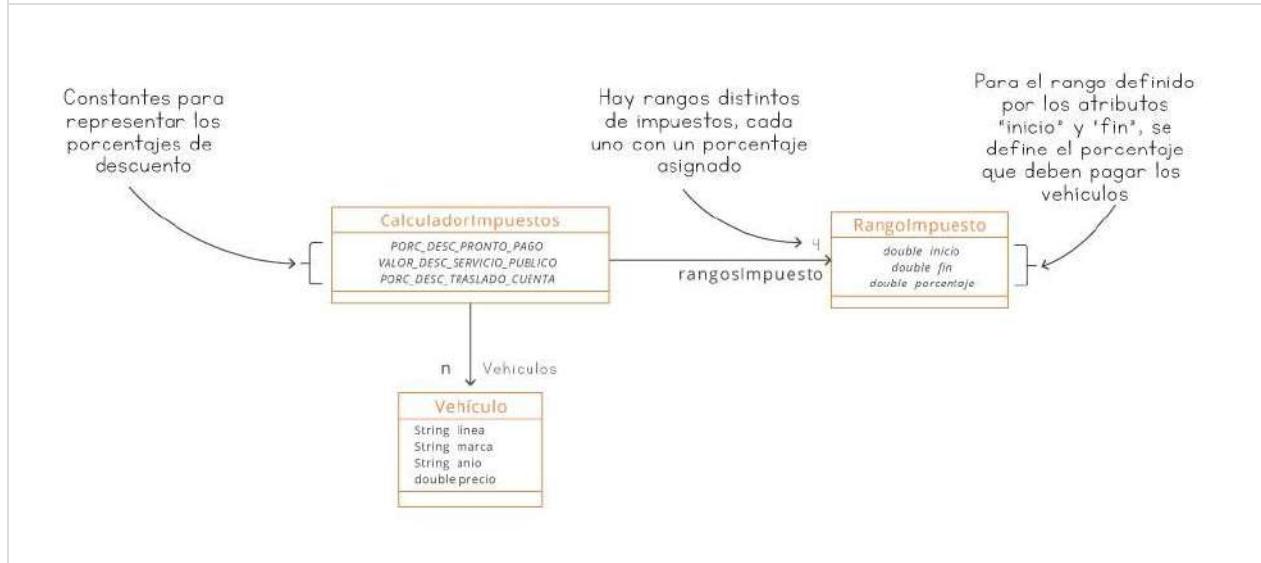 Constantes para
representar los
porcentajes de
descuento
Hay rangos distintos
de impuestos, cada
uno con un porcentaje
asignado
Para el rango definido
por los atributos
"inicio" y "fin", se
define el porcentaje
que deben pagar los
vehiculos
CalculadorImpuestos
PORC_DESC_PRONTO_PAGO
VALOR_DESC_SERVICIO_PUBLICO
PORC_DESC_TRASLADO_CUENTA
4
rangosImpuesto
RangoImpuesto
double inicio
double fin
double porcentaje
n Vehiculos
Vehículo
String linea
String marca
String anio
double precio